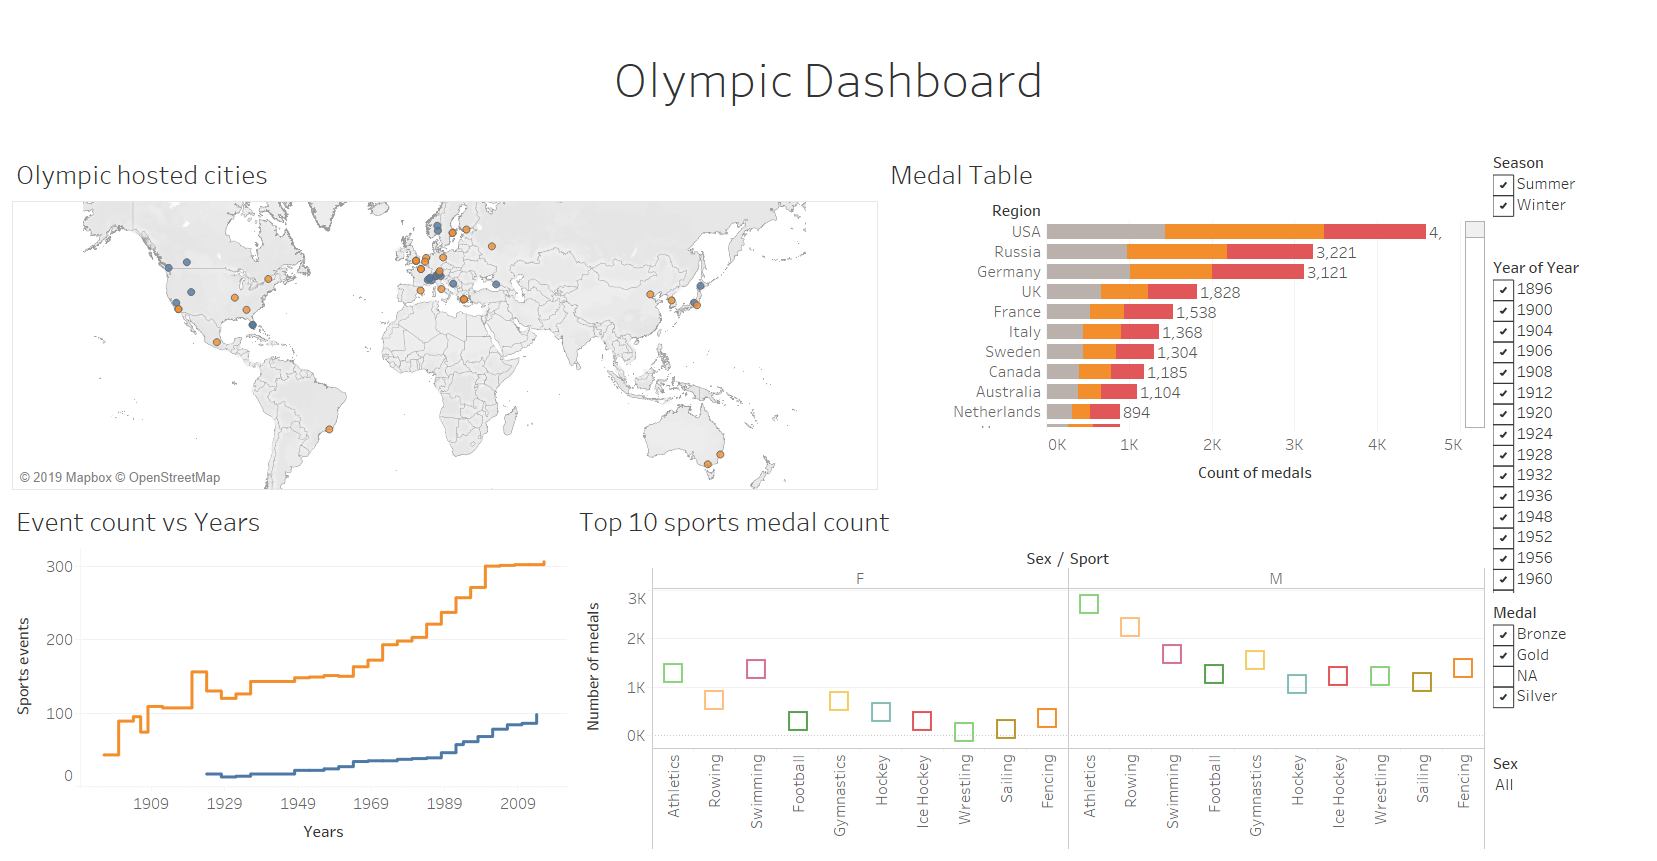 Olympic Dashboard
Olympic hosted cities
© 2019 Mapbox © OpenStreetMap
Medal Table
Region
USA 4,
Russia 3,221
Germany 3,121
UK 1,828
France 1,538
Italy 1,368
Sweden 1,304
Canada 1,185
Australia 1,104
Netherlands 894
0K 1K 2K 3K 4K 5K
Count of medals
Season
Summer
Winter
Year of Year
1896
1900
1904
1906
1908
1912
1920
1924
1928
1932
1936
1948
1952
1956
1960
Medal
Bronze
Gold
NA
Silver
Sex
All
Event count vs Years
Sports events
300
200
100
0
1909 1929 1949 1969 1989 2009
Years
Top 10 sports medal count
Sex / Sport
F M
Number of medals
3K
2K
1K
0K
Athletics Rowing Swimming Football Gymnastics Hockey Ice Hockey Wrestling Sailing Fencing Athletics Rowing Swimming Football Gymnastics Hockey Ice Hockey Wrestling Sailing Fencing